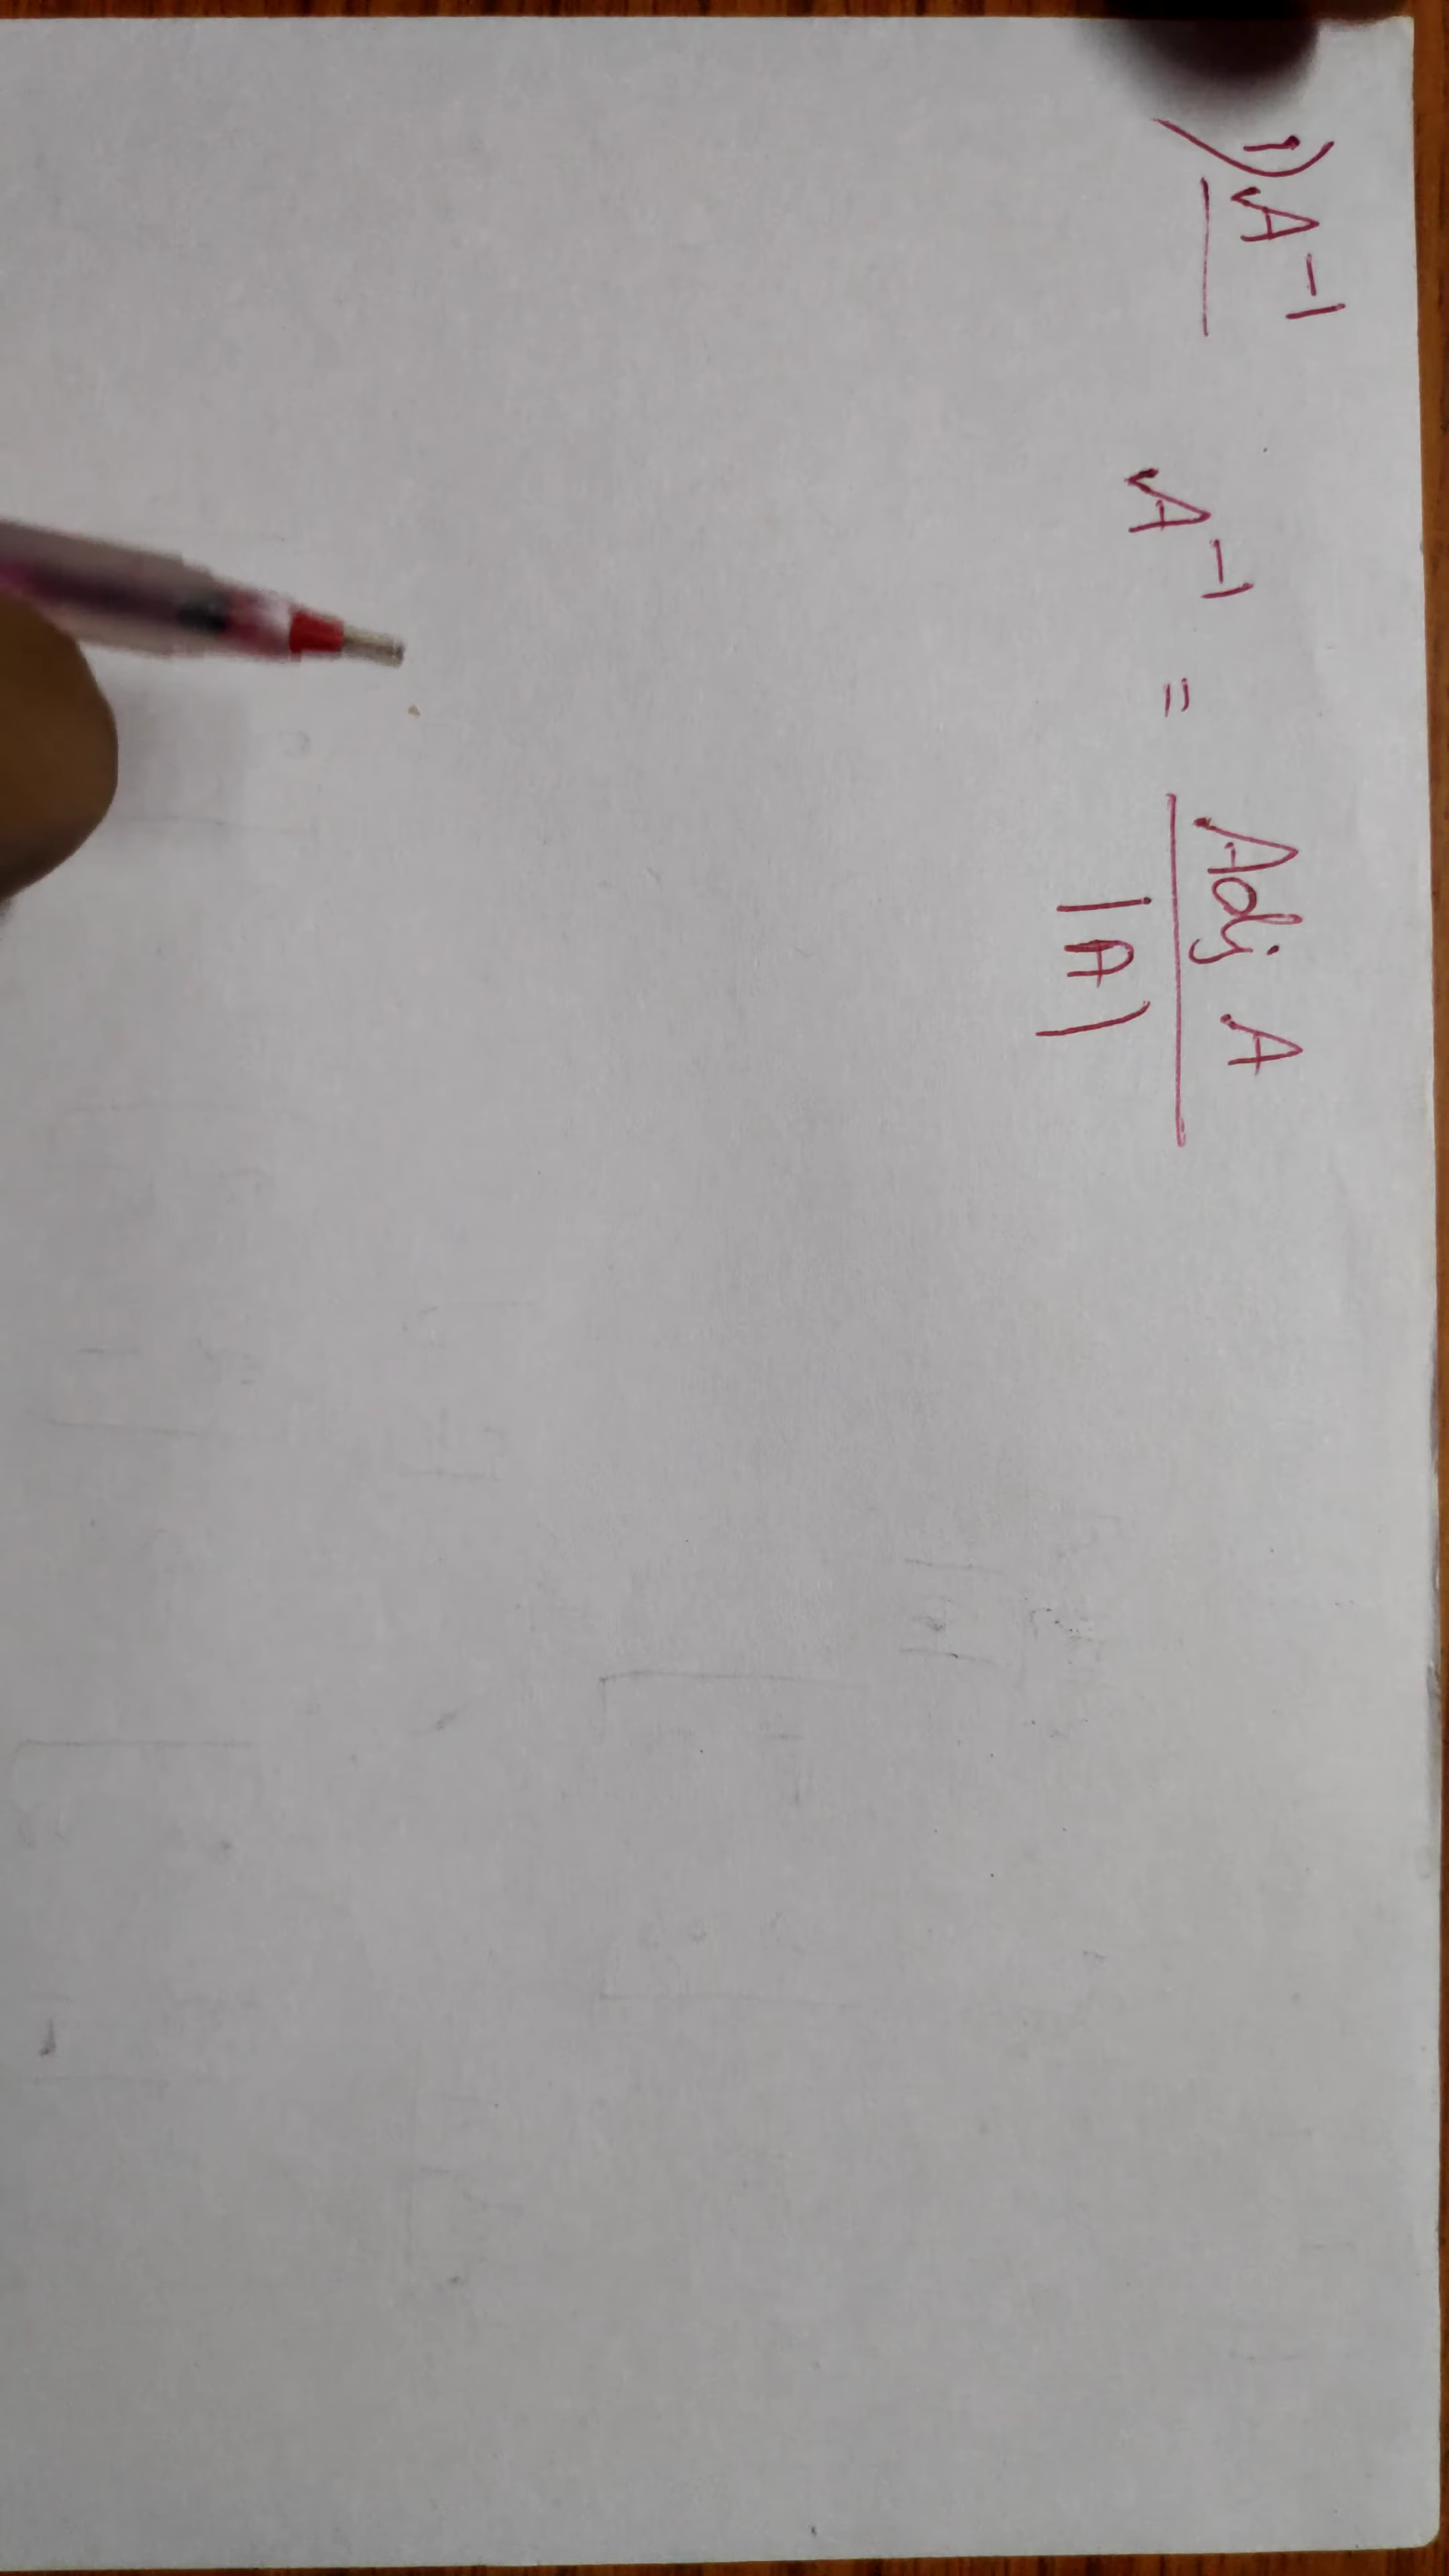 1) A⁻¹
A⁻¹ = Adj A
|A|